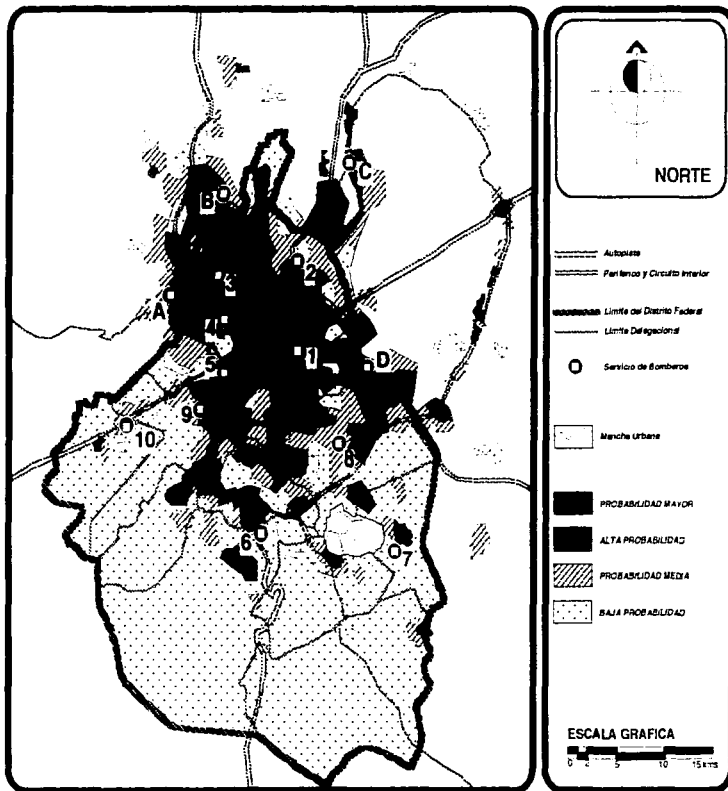 B
C
2
3
A
4
1
D
5
9
10
8
6
7
NORTE
Autopista
Periferico y Circuito Interior
Limite del Distrito Federal
Limite Delegacional
Servicio de Bomberos
Mancha Urbana
PROBABILIDAD MAYOR
ALTA PROBABILIDAD
PROBABILIDAD MEDIA
BAJA PROBABILIDAD
ESCALA GRAFICA
0 5 10 15 KMS